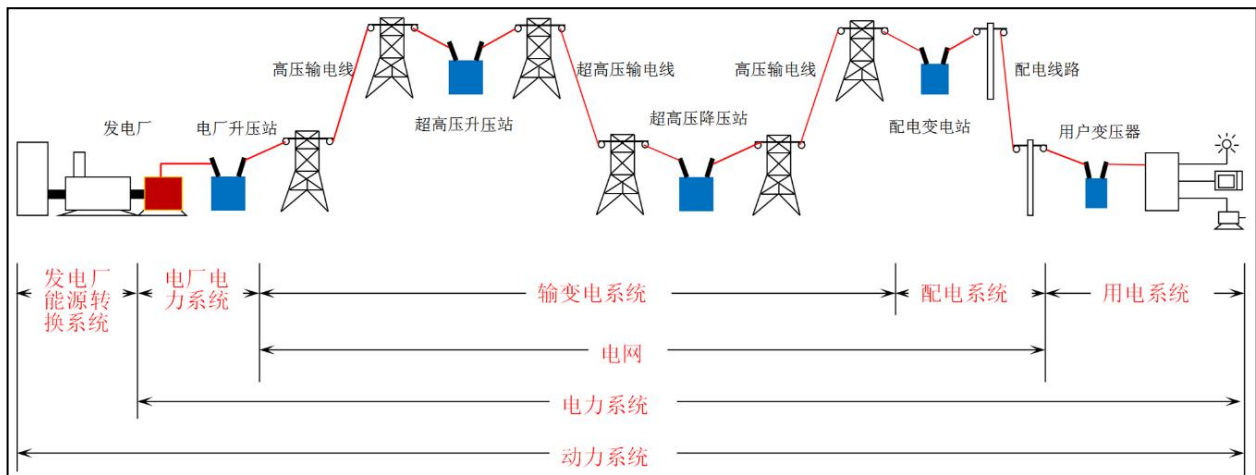 高压输电线
超高压输电线
高压输电线
配电线路
发电厂
电厂升压站
超高压升压站
超高压降压站
配电变电站
用户变压器
发电厂
能源转
换系统
电厂电
力系统
输变电系统
配电系统
用电系统
电网
电力系统
动力系统